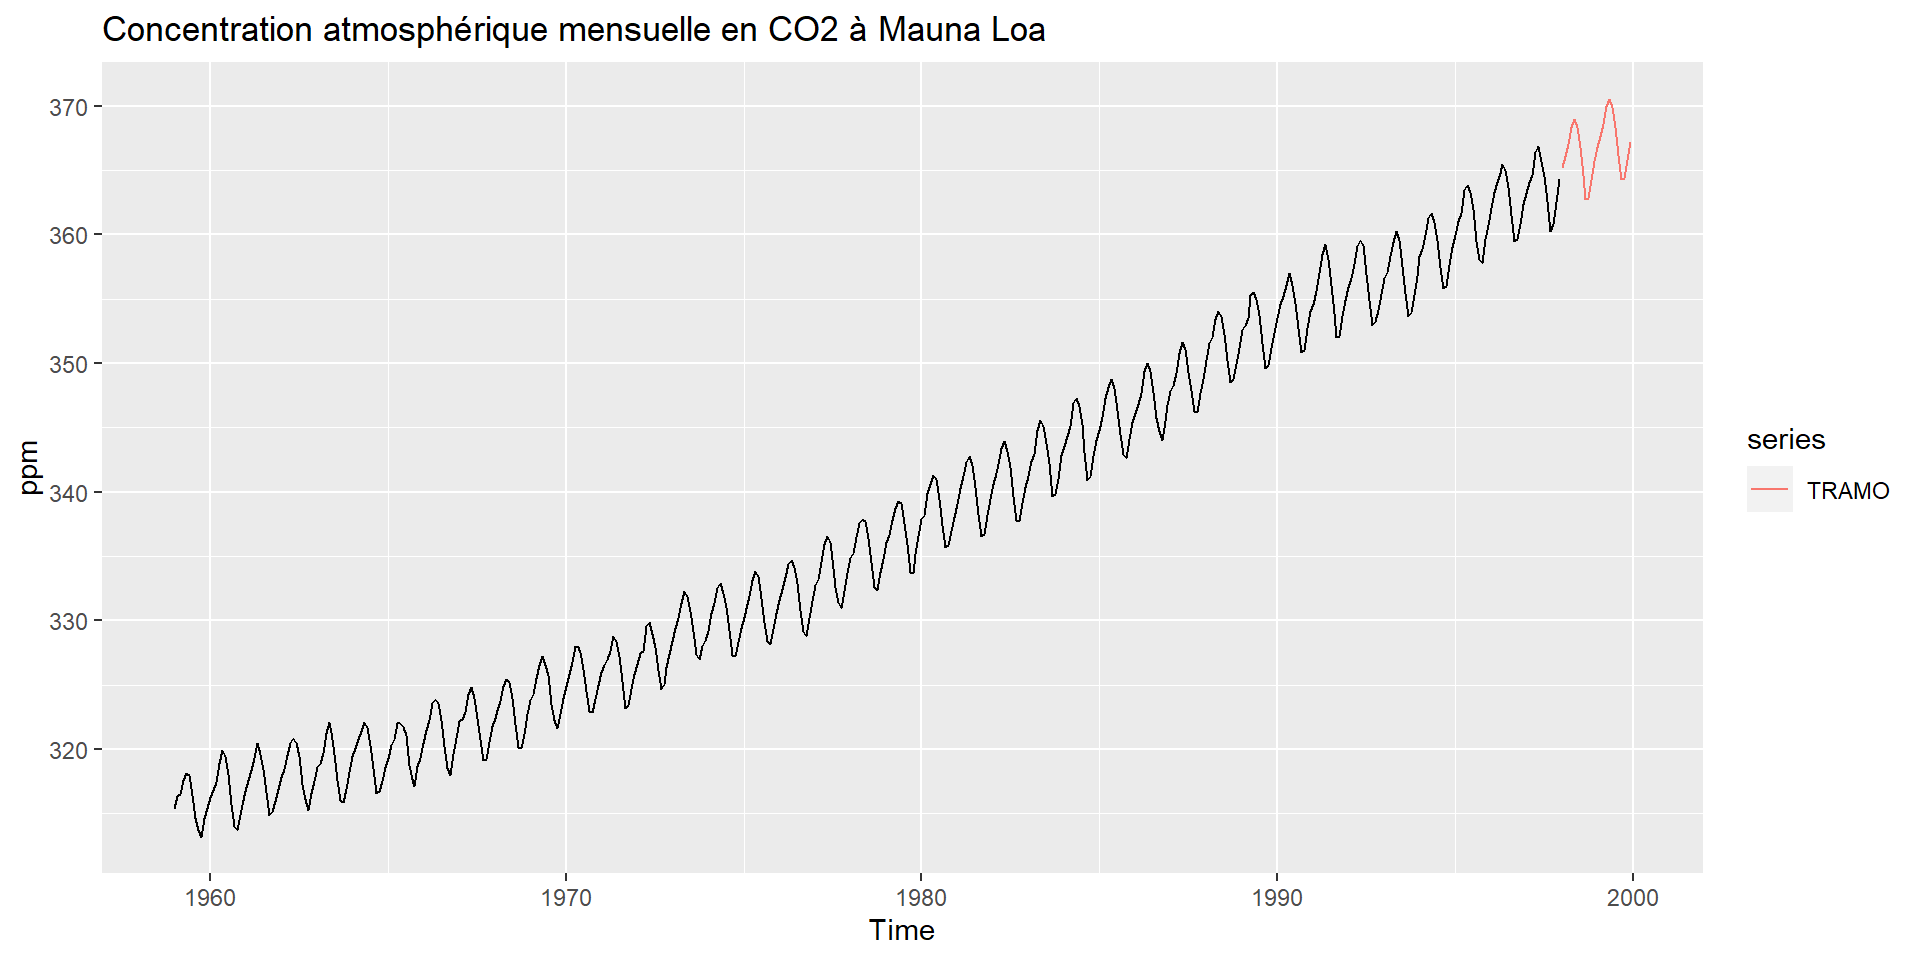 Concentration atmosphérique mensuelle en CO2 à Mauna Loa
370
360
350
340
330
320
ppm
1960 1970 1980 1990 2000
Time
series
TRAMO